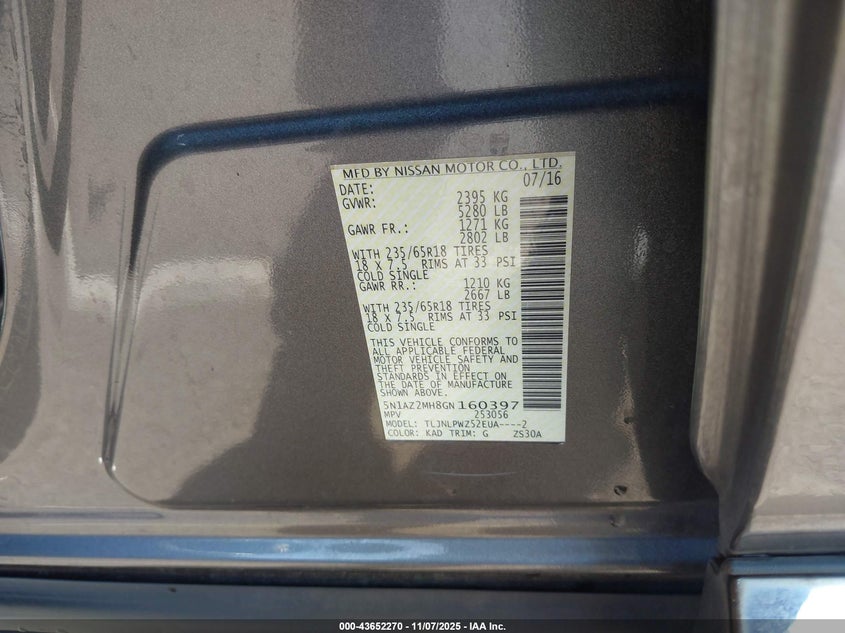 MFD BY NISSAN MOTOR CO., LTD.
DATE: 07/16
GVWR: 2395 KG
5280 LB
GAWR FR.: 1271 KG
2802 LB
WITH 235/65R18 TIRES
18 X 7.5 RIMS AT 33 PSI
COLD SINGLE
GAWR RR.: 1210 KG
2667 LB
WITH 235/65R18 TIRES
18 X 7.5 RIMS AT 33 PSI
COLD SINGLE
THIS VEHICLE CONFORMS TO
ALL APPLICABLE FEDERAL
MOTOR VEHICLE SAFETY AND
THEFT PREVENTION
STANDARDS IN EFFECT ON
THE DATE OF MANUFACTURE
SHOWN ABOVE.
5N1AZ2MH8GN160397
MPV 253056
MODEL: TLJNLPWZ52EUA----2
COLOR: KAD TRIM: G ZS30A
000-43652270 | 11/07/2025 - IAA Inc.